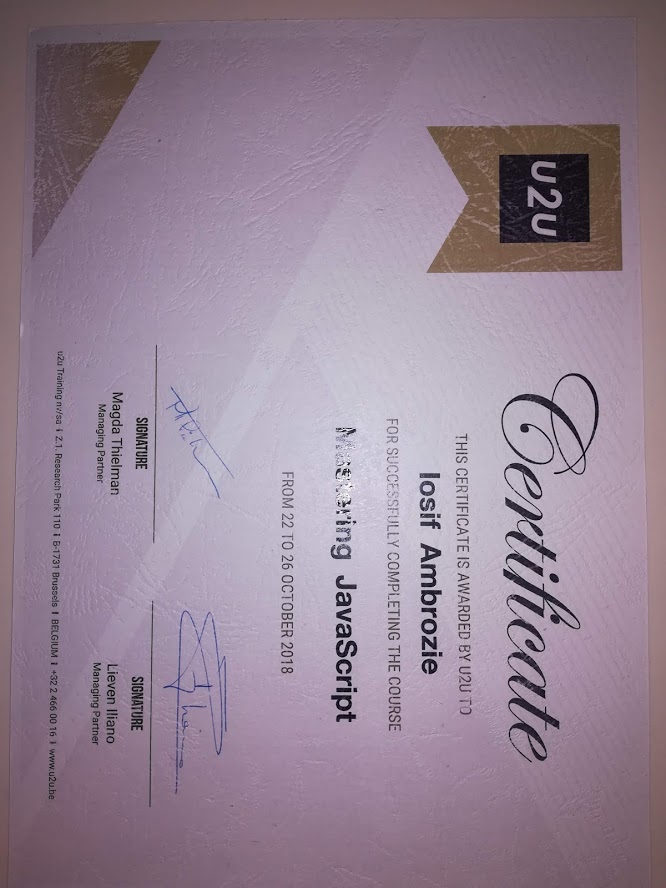 u2u
Certificate
THIS CERTIFICATE IS AWARDED BY U2U TO
Iosif Ambrozie
FOR SUCCESSFULLY COMPLETING THE COURSE
Mastering JavaScript
FROM 22 TO 26 OCTOBER 2018
SIGNATURE
Magda Thielman
Managing Partner
SIGNATURE
Lieven Iliano
Managing Partner
u2u Training nv/sa I Z.1. Research Park 110 I B-1731 Brussels I BELGIUM I +32 2 466 00 16 I www.u2u.be